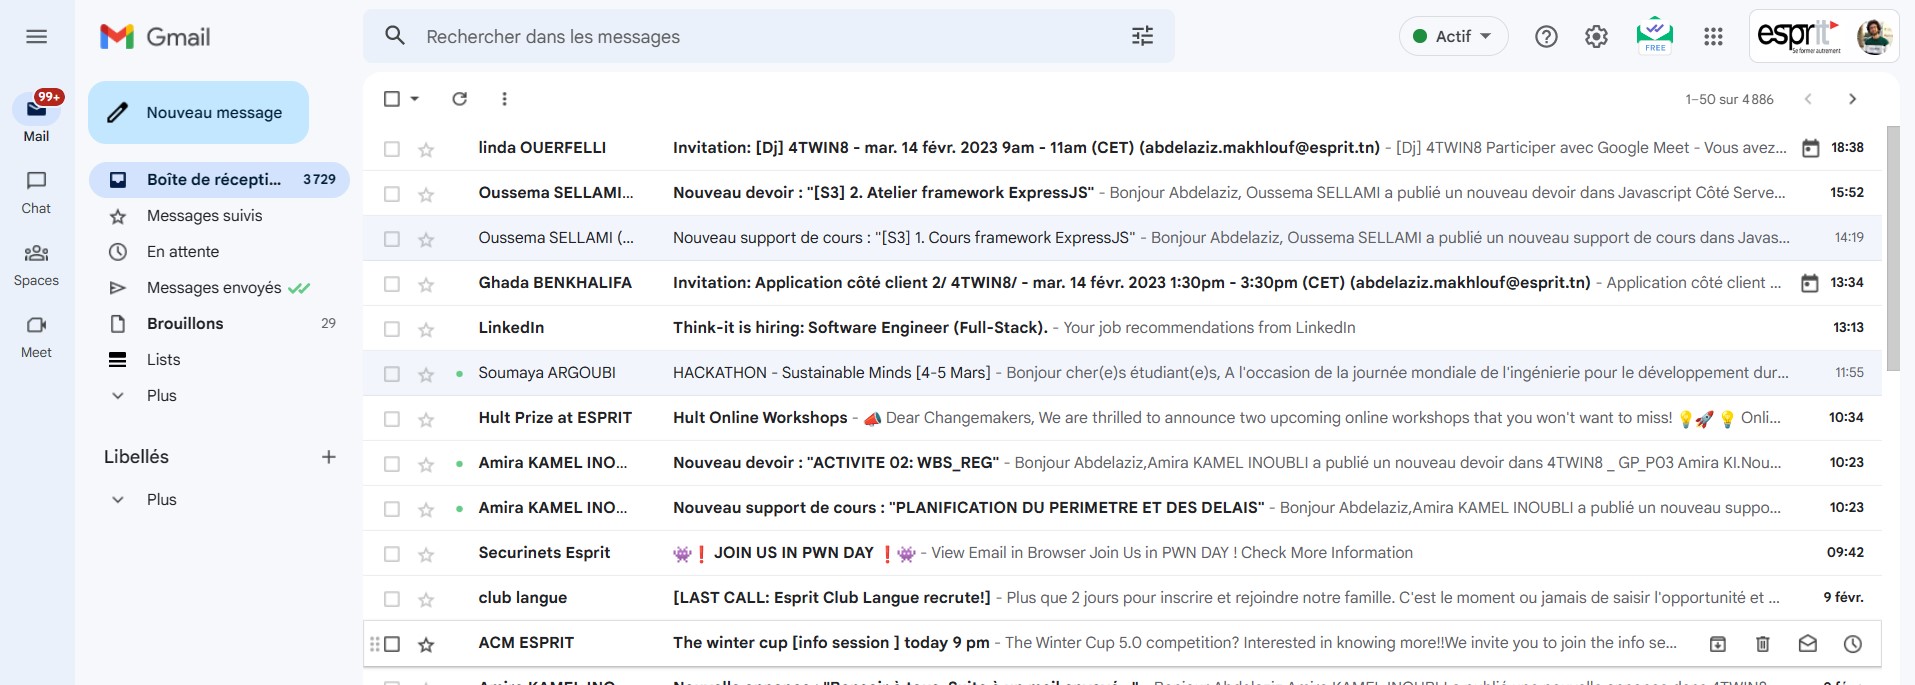 Gmail
Rechercher dans les messages
Actif
FREE
esprit
Se former autrement
99+
Mail
Chat
Spaces
Meet
Nouveau message
Boîte de récepti... 3 729
Messages suivis
En attente
Messages envoyés
Brouillons 29
Lists
Plus
Libellés +
Plus
1–50 sur 4 886
linda OUERFELLI Invitation: [Dj] 4TWIN8 - mar. 14 févr. 2023 9am - 11am (CET) (abdelaziz.makhlouf@esprit.tn) - [Dj] 4TWIN8 Participer avec Google Meet - Vous avez... 18:38
Oussema SELLAMI... Nouveau devoir : "[S3] 2. Atelier framework ExpressJS" - Bonjour Abdelaziz, Oussema SELLAMI a publié un nouveau devoir dans Javascript Côté Serve... 15:52
Oussema SELLAMI (... Nouveau support de cours : "[S3] 1. Cours framework ExpressJS" - Bonjour Abdelaziz, Oussema SELLAMI a publié un nouveau support de cours dans Javas... 14:19
Ghada BENKHALIFA Invitation: Application côté client 2/ 4TWIN8/ - mar. 14 févr. 2023 1:30pm - 3:30pm (CET) (abdelaziz.makhlouf@esprit.tn) - Application côté client ... 13:34
LinkedIn Think-it is hiring: Software Engineer (Full-Stack). - Your job recommendations from LinkedIn 13:13
Soumaya ARGOUBI HACKATHON - Sustainable Minds [4-5 Mars] - Bonjour cher(e)s étudiant(e)s, A l'occasion de la journée mondiale de l'ingénierie pour le développement dur... 11:55
Hult Prize at ESPRIT Hult Online Workshops - 📣 Dear Changemakers, We are thrilled to announce two upcoming online workshops that you won't want to miss! 💡🚀 💡 Onli... 10:34
Amira KAMEL INO... Nouveau devoir : "ACTIVITE 02: WBS_REG" - Bonjour Abdelaziz,Amira KAMEL INOUBLI a publié un nouveau devoir dans 4TWIN8 _ GP_P03 Amira KI.Nou... 10:23
Amira KAMEL INO... Nouveau support de cours : "PLANIFICATION DU PERIMETRE ET DES DELAIS" - Bonjour Abdelaziz,Amira KAMEL INOUBLI a publié un nouveau suppo... 10:23
Securinets Esprit 👾❗ JOIN US IN PWN DAY ❗👾 - View Email in Browser Join Us in PWN DAY ! Check More Information 09:42
club langue [LAST CALL: Esprit Club Langue recrute!] - Plus que 2 jours pour inscrire et rejoindre notre famille. C'est le moment ou jamais de saisir l'opportunité et ... 9 févr.
ACM ESPRIT The winter cup [info session ] today 9 pm - The Winter Cup 5.0 competition? Interested in knowing more!!We invite you to join the info se...